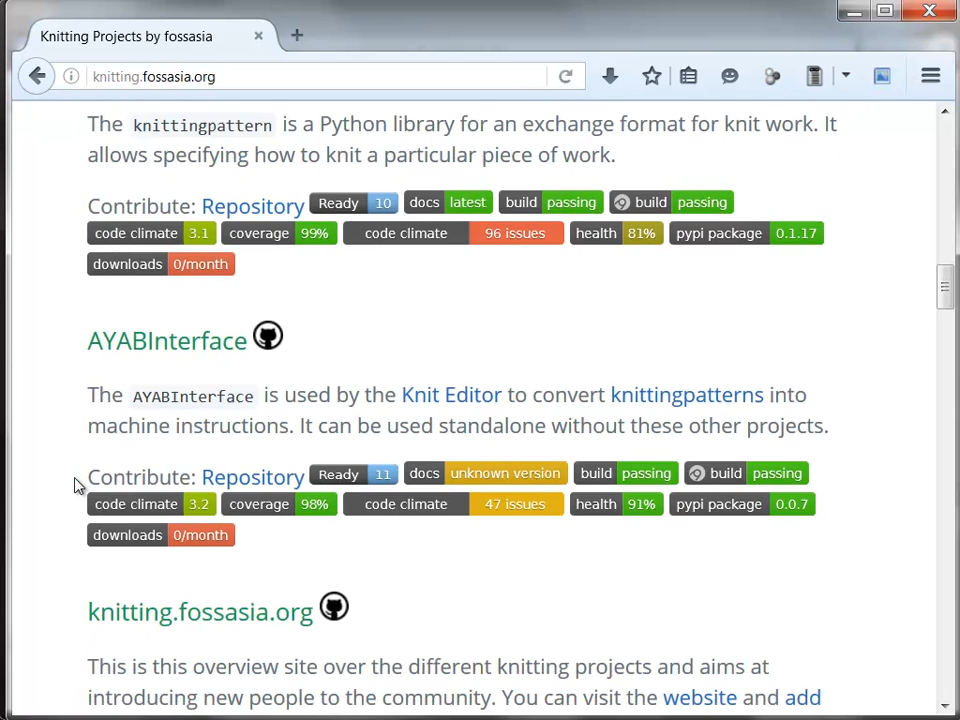 Knitting Projects by fossasia
knitting.fossasia.org
The knittingpattern is a Python library for an exchange format for knit work. It
allows specifying how to knit a particular piece of work.
Contribute: Repository Ready 10 docs latest build passing build passing
code climate 3.1 coverage 99% code climate 96 issues health 81% pypi package 0.1.17
downloads 0/month
AYABInterface
The AYABInterface is used by the Knit Editor to convert knittingpatterns into
machine instructions. It can be used standalone without these other projects.
Contribute: Repository Ready 11 docs unknown version build passing build passing
code climate 3.2 coverage 98% code climate 47 issues health 91% pypi package 0.0.7
downloads 0/month
knitting.fossasia.org
This is this overview site over the different knitting projects and aims at
introducing new people to the community. You can visit the website and add